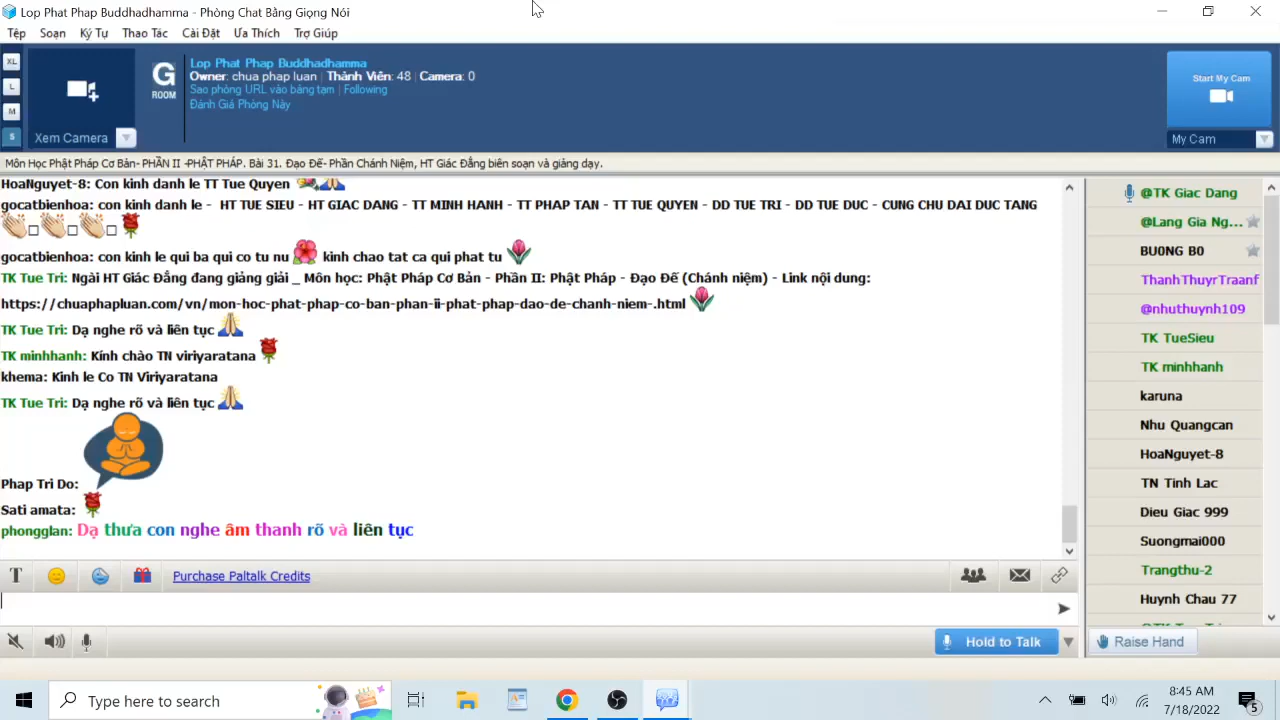 Lop Phat Phap Buddhadhamma - Phòng Chat Bằng Giọng Nói
Tệp Soạn Ký Tự Thao Tác Cài Đặt Ưa Thích Trợ Giúp
XL
L
M
S
Xem Camera
G
ROOM
Lop Phat Phap Buddhadhamma
Owner: chua phap luan | Thành Viên: 48 | Camera: 0
Sao phòng URL vào bảng tạm | Following
Đánh Giá Phòng Này
Start My Cam
My Cam
Môn Học Phật Pháp Cơ Bản- PHẦN II -PHẬT PHÁP. Bài 31. Đạo Đế- Phần Chánh Niệm, HT Giác Đẳng biên soạn và giảng dạy.
HoaNguyet-8: Con kinh danh le TT Tue Quyen
gocatbienhoa: con kinh danh le - HT TUE SIEU - HT GIAC DANG - TT MINH HANH - TT PHAP TAN - TT TUE QUYEN - DD TUE TRI - DD TUE DUC - CUNG CHU DAI DUC TANG
gocatbienhoa: con kinh le qui ba qui co tu nu kinh chao tat ca qui phat tu
TK Tue Tri: Ngài HT Giác Đẳng đang giảng giải _ Môn học: Phật Pháp Cơ Bản - Phần II: Phật Pháp - Đạo Đế (Chánh niệm) - Link nội dung:
https://chuaphapluan.com/vn/mon-hoc-phat-phap-co-ban-phan-ii-phat-phap-dao-de-chanh-niem-.html
TK Tue Tri: Dạ nghe rõ và liên tục
TK minhhanh: Kính chào TN viriyaratana
khema: Kinh le Co TN Viriyaratana
TK Tue Tri: Dạ nghe rõ và liên tục
Phap Tri Do:
Sati amata:
phongglan: Dạ thưa con nghe âm thanh rõ và liên tục
@TK Giac Dang
@Lang Gia Ng...
BU0NG B0
ThanhThuyrTraanf
@nhuthuynh109
TK TueSieu
TK minhhanh
karuna
Nhu Quangcan
HoaNguyet-8
TN Tinh Lac
Dieu Giac 999
Suongmai000
Trangthu-2
Huynh Chau 77
T
Purchase Paltalk Credits
Hold to Talk
Raise Hand
Type here to search
8:45 AM
7/18/2022
5